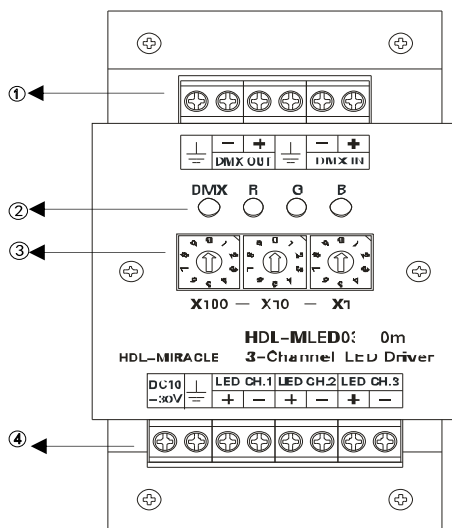 ①
⏚ − + ⏚ − +
DMX OUT DMX IN
② DMX R G B
③
X100 — X10 — X1
HDL-MLED03 0m
HDL-MIRACLE 3-Channel LED Driver
DC10 -30V ⏚ LED CH.1 LED CH.2 LED CH.3
+ − + − + −
④